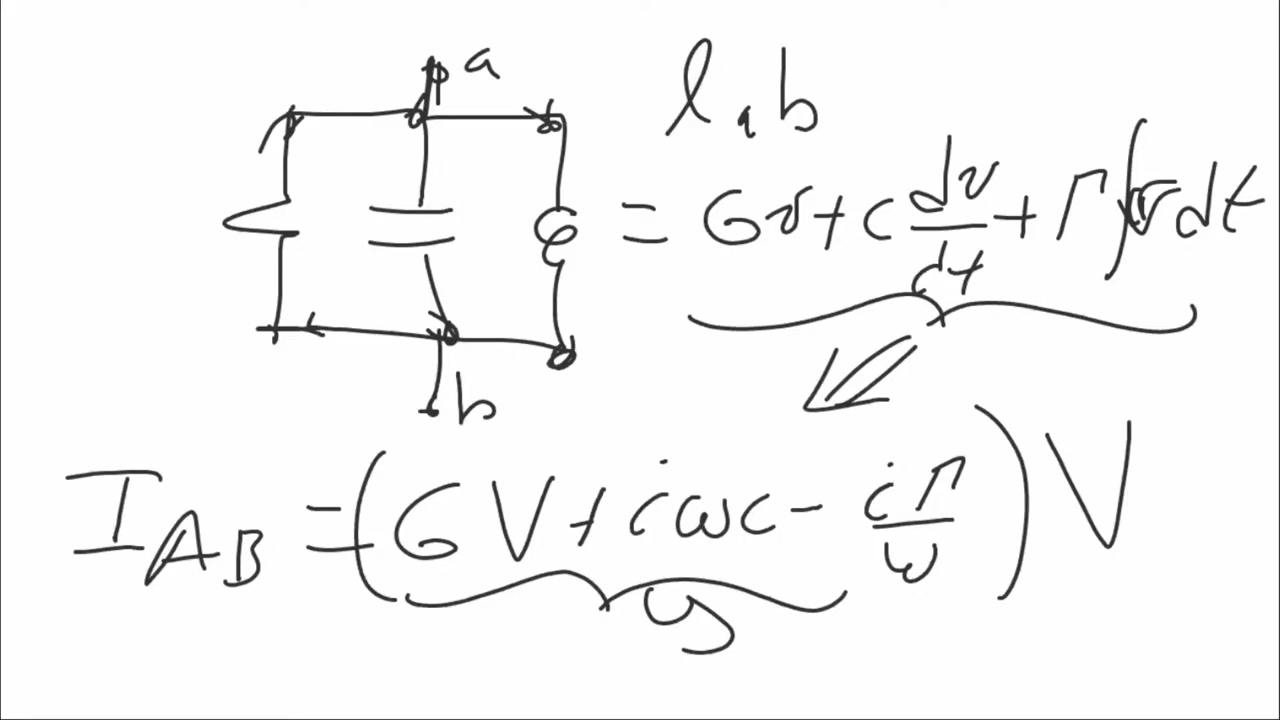 a
i_ab
= Gv + C dv/dt + Γ∫v dt
b
I_AB = (GV + iωC - iΓ/ω) V
y